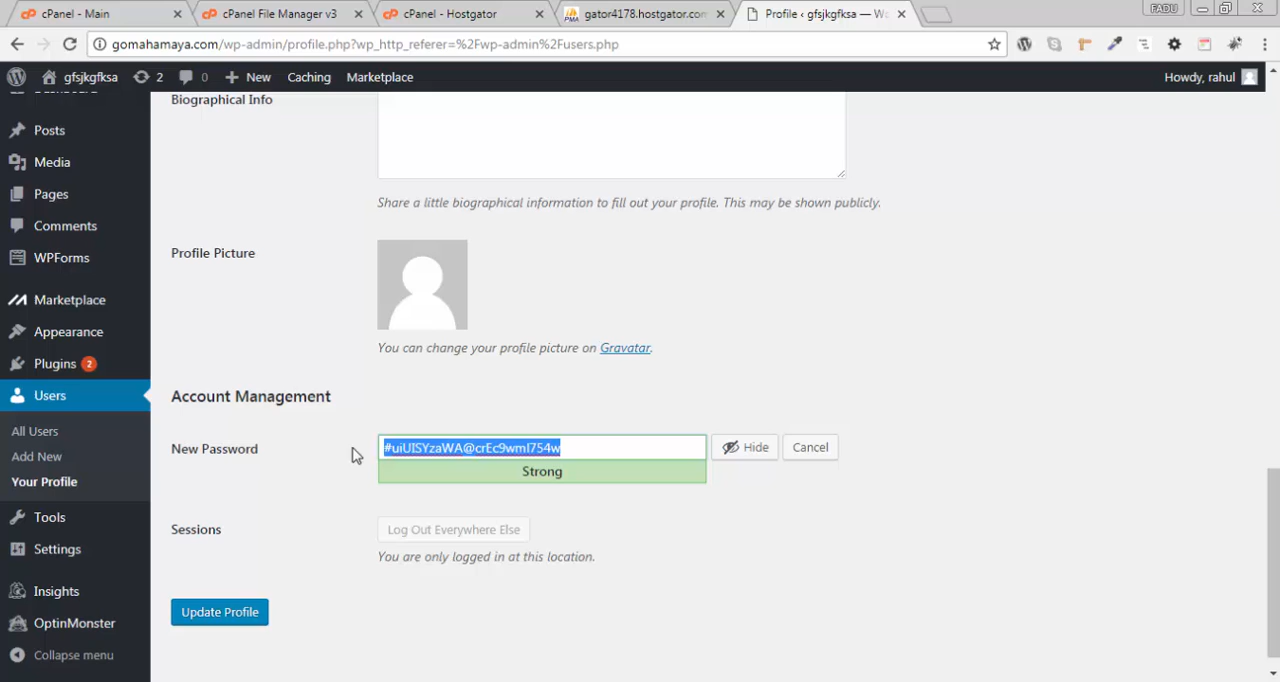 cPanel - Main
cPanel File Manager v3
cPanel - Hostgator
gator4178.hostgator.com
Profile ‹ gfsjkgfksa — Wo
FADU
gomahamaya.com/wp-admin/profile.php?wp_http_referer=%2Fwp-admin%2Fusers.php
gfsjkgfksa
2
0
New
Caching
Marketplace
Howdy, rahul
Posts
Media
Pages
Comments
WPForms
Marketplace
Appearance
Plugins 2
Users
All Users
Add New
Your Profile
Tools
Settings
Insights
OptinMonster
Collapse menu
Biographical Info
Share a little biographical information to fill out your profile. This may be shown publicly.
Profile Picture
You can change your profile picture on Gravatar.
Account Management
New Password
#uiUISYzaWA@crEc9wml754w
Hide
Cancel
Strong
Sessions
Log Out Everywhere Else
You are only logged in at this location.
Update Profile